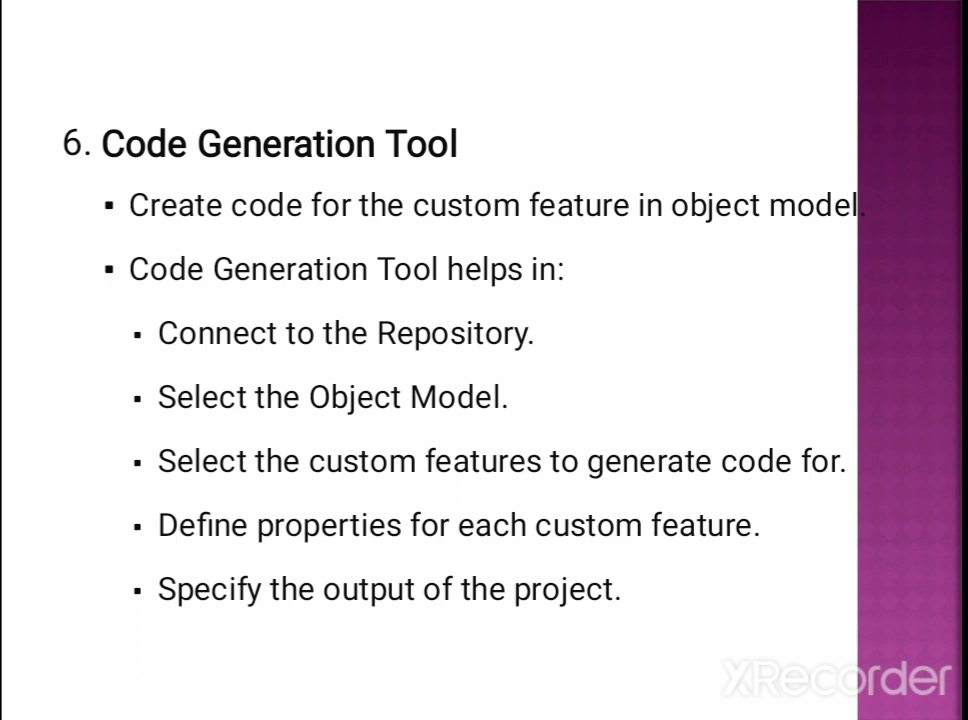 6. Code Generation Tool
▪ Create code for the custom feature in object model.
▪ Code Generation Tool helps in:
▪ Connect to the Repository.
▪ Select the Object Model.
▪ Select the custom features to generate code for.
▪ Define properties for each custom feature.
▪ Specify the output of the project.
XRecorder